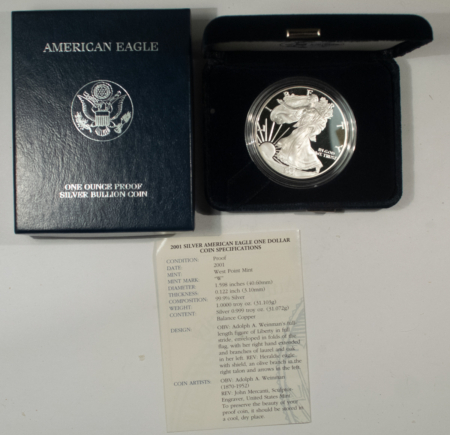 AMERICAN EAGLE
ONE OUNCE PROOF
SILVER BULLION COIN
IN GOD
WE TRUST
2001 SILVER AMERICAN EAGLE ONE DOLLAR
COIN SPECIFICATIONS
CONDITION: Proof
DATE: 2001
MINT: West Point Mint
MINT MARK: "W"
DIAMETER: 1.598 inches (40.60mm)
THICKNESS: 0.122 inch (3.10mm)
COMPOSITION: 99.9% Silver
WEIGHT: 1.0000 troy oz. (31.103g)
CONTENT: Silver 0.999 troy oz. (31.072g)
Balance Copper
DESIGN: OBV: Adolph A. Weinman's full
length figure of Liberty in full
stride, enveloped in folds of the
flag, with her right hand extended
and branches of laurel and oak
in her left. REV: Heraldic eagle
with shield, an olive branch in the
right talon and arrows in the left.
COIN ARTISTS: OBV: Adolph A. Weinman
(1870-1952)
REV: John Mercanti, Sculptor
Engraver, United States Mint
To preserve the beauty of your
proof coin, it should be stored in
a cool, dry place.